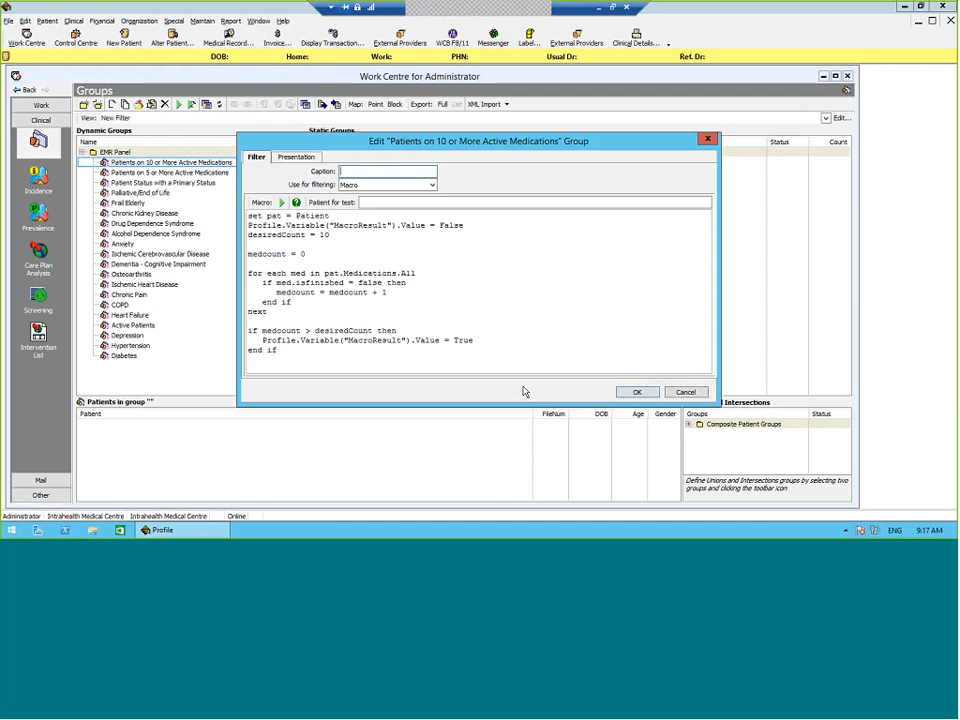 File Edit Patient Clinical Financial Organization Special Maintain Report Window Help
Work Centre Control Centre New Patient Alter Patient... Medical Record... Invoice... Display Transaction... External Providers WCB F8/11 Messenger Label... External Providers Clinical Details...
DOB: Home: Work: PHN: Usual Dr: Ref. Dr:
Work Centre for Administrator
Back
Groups
Work
Map: Point Block Export: Full List XML Import
Clinical
View: New Filter
Edit...
Dynamic Groups Static Groups
Name
Status Count
EMR Panel
Patients on 10 or More Active Medications
Patients on 5 or More Active Medications
Patient Status with a Primary Status
Palliative/End of Life
Frail Elderly
Chronic Kidney Disease
Drug Dependence Syndrome
Alcohol Dependence Syndrome
Anxiety
Ischemic Cerebrovascular Disease
Dementia - Cognitive Impairment
Osteoarthritis
Ischemic Heart Disease
Chronic Pain
COPD
Heart Failure
Active Patients
Depression
Hypertension
Diabetes
Incidence
Prevalence
Care Plan
Analysis
Screening
Intervention
List
Mail
Other
Edit "Patients on 10 or More Active Medications" Group
Filter Presentation
Caption:
Use for filtering: Macro
Macro: Patient for test:
set pat = Patient
Profile.Variable("MacroResult").Value = False
desiredCount = 10
medcount = 0
for each med in pat.Medications.All
if med.isfinished = false then
medcount = medcount + 1
end if
next
if medcount > desiredCount then
Profile.Variable("MacroResult").Value = True
end if
OK Cancel
Patients in group ""
Patient FileNum DOB Age Gender
Intersections
Groups Status
Composite Patient Groups
Define Unions and Intersections groups by selecting two
groups and clicking the toolbar icon
Administrator Intrahealth Medical Centre Intrahealth Medical Centre Online
Profile
ENG 9:17 AM